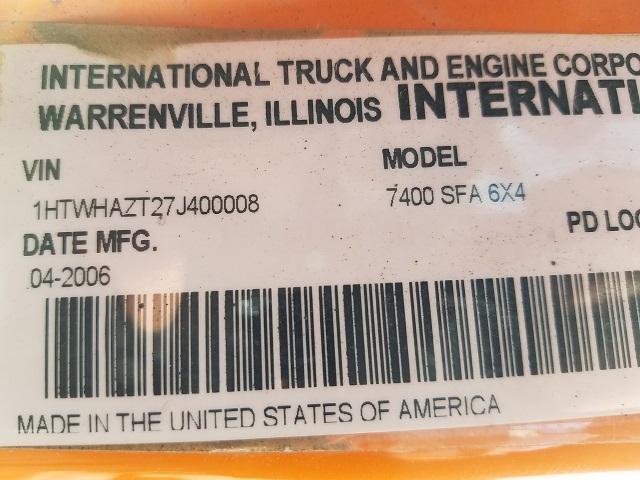 INTERNATIONAL TRUCK AND ENGINE CORPO
WARRENVILLE, ILLINOIS INTERNATI
VIN
MODEL
1HTWHAZT27J400008
7400 SFA 6X4
DATE MFG.
PD LOC
04-2006
MADE IN THE UNITED STATES OF AMERICA